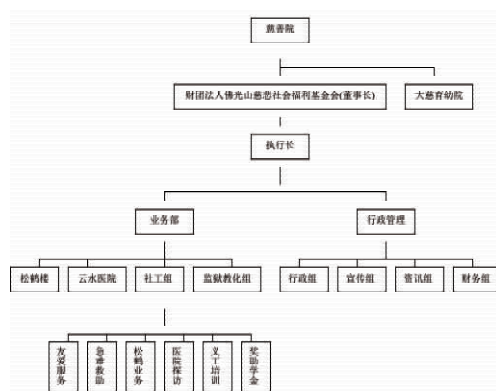 慈善院
财团法人佛光山慈悲社会福利基金会(董事长)
大慈育幼院
执行长
业务部
行政管理
松鹤楼
云水医院
社工组
监狱教化组
行政组
宣传组
资讯组
财务组
友爱服务
急难救助
松鹤业务
医院探访
义工培训
奖助学金